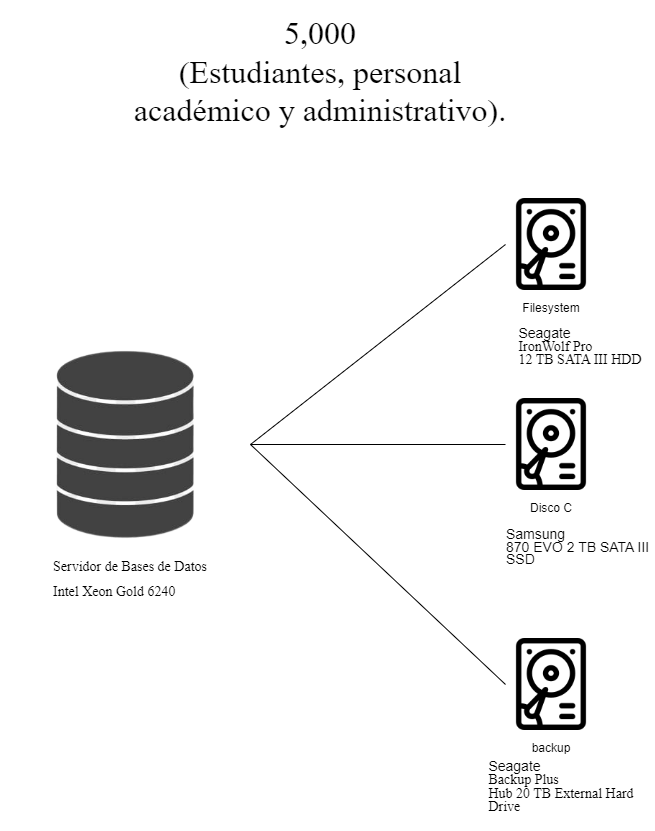 5,000
(Estudiantes, personal
académico y administrativo).
Filesystem
Seagate
IronWolf Pro
12 TB SATA III HDD
Disco C
Samsung
870 EVO 2 TB SATA III
SSD
Servidor de Bases de Datos
Intel Xeon Gold 6240
backup
Seagate
Backup Plus
Hub 20 TB External Hard
Drive